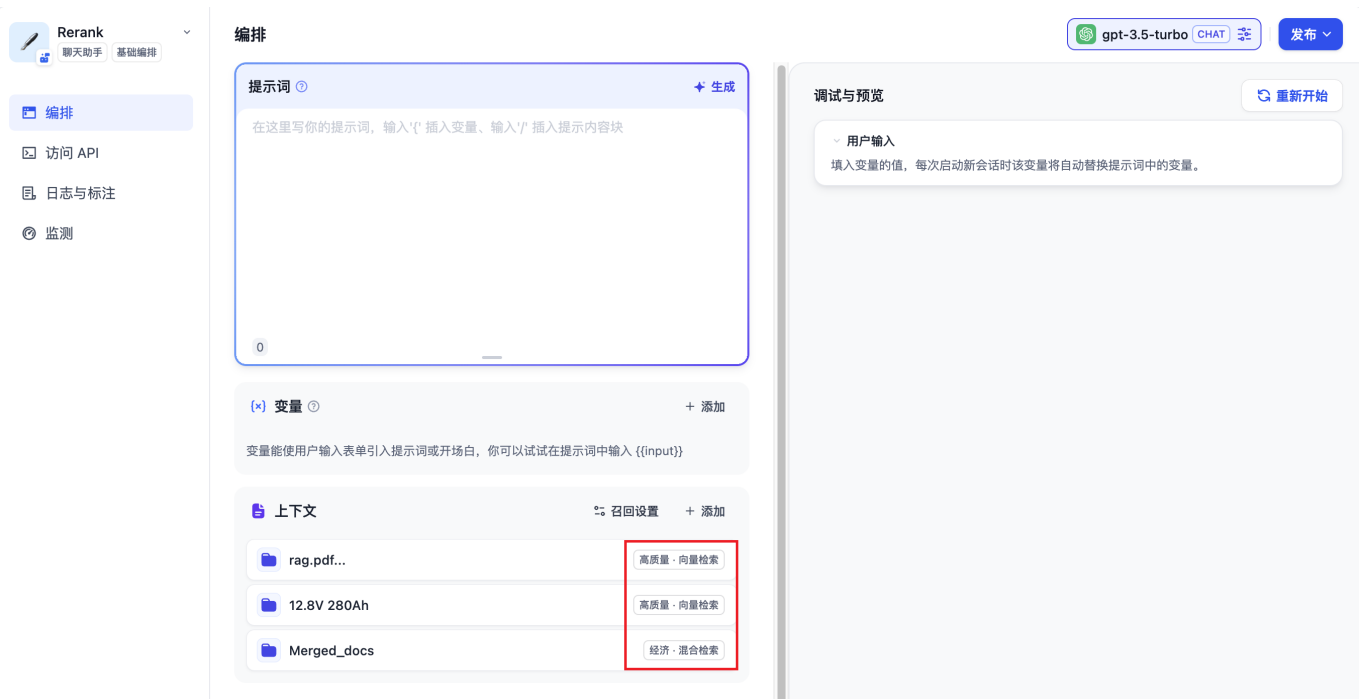 Rerank
聊天助手 基础编排
编排
访问 API
日志与标注
监测
编排
gpt-3.5-turbo CHAT
发布
提示词
生成
在这里写你的提示词，输入'{' 插入变量、输入'/' 插入提示内容块
0
{x} 变量
+ 添加
变量能使用户输入表单引入提示词或开场白，你可以试试在提示词中输入 {{input}}
上下文
召回设置
+ 添加
rag.pdf...
高质量 · 向量检索
12.8V 280Ah
高质量 · 向量检索
Merged_docs
经济 · 混合检索
调试与预览
重新开始
用户输入
填入变量的值，每次启动新会话时该变量将自动替换提示词中的变量。